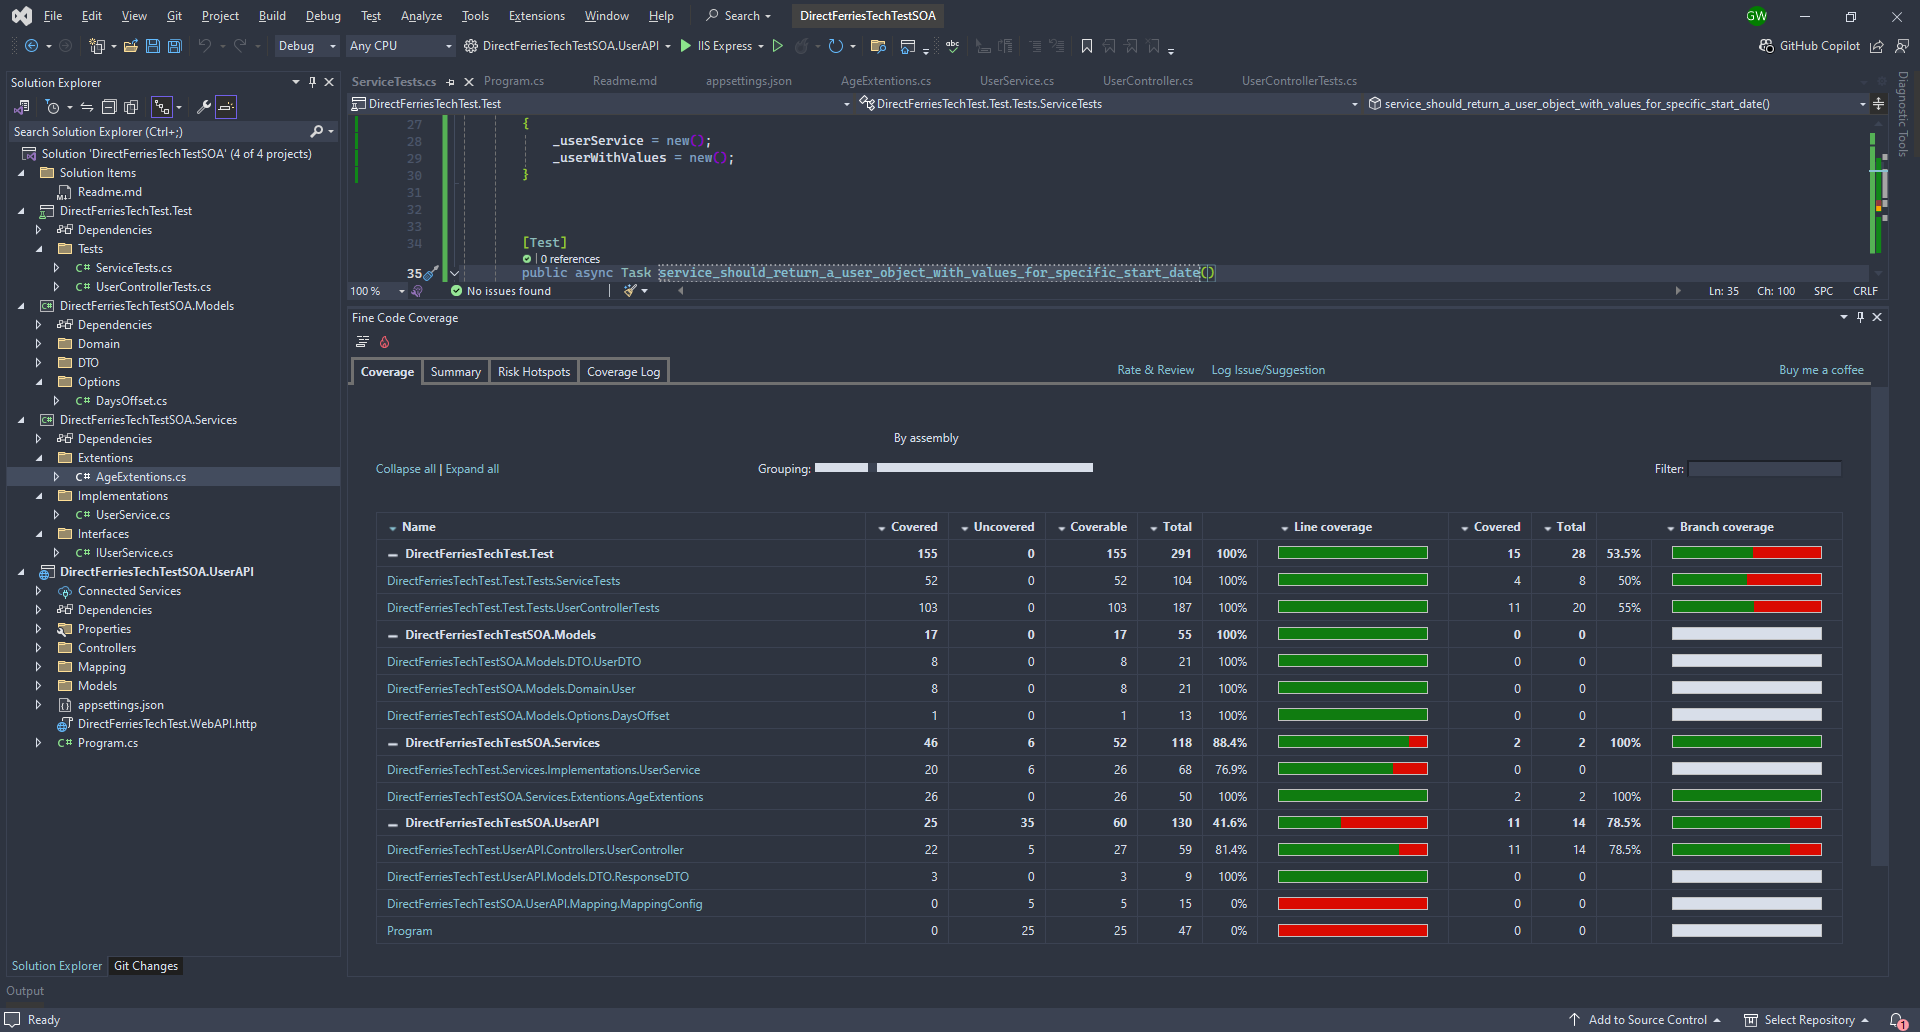 File Edit View Git Project Build Debug Test Analyze Tools Extensions Window Help Search DirectFerriesTechTestSOA GW
Debug Any CPU DirectFerriesTechTestSOA.UserAPI IIS Express GitHub Copilot
Solution Explorer
Search Solution Explorer (Ctrl+;)
Solution 'DirectFerriesTechTestSOA' (4 of 4 projects)
Solution Items
Readme.md
DirectFerriesTechTest.Test
Dependencies
Tests
C# ServiceTests.cs
C# UserControllerTests.cs
DirectFerriesTechTestSOA.Models
Dependencies
Domain
DTO
Options
C# DaysOffset.cs
DirectFerriesTechTestSOA.Services
Dependencies
Extentions
C# AgeExtentions.cs
Implementations
C# UserService.cs
Interfaces
C# IUserService.cs
DirectFerriesTechTestSOA.UserAPI
Connected Services
Dependencies
Properties
Controllers
Mapping
Models
appsettings.json
DirectFerriesTechTest.WebAPI.http
C# Program.cs
Solution Explorer Git Changes
ServiceTests.cs Program.cs Readme.md appsettings.json AgeExtentions.cs UserService.cs UserController.cs UserControllerTests.cs
DirectFerriesTechTest.Test DirectFerriesTechTest.Test.Tests.ServiceTests service_should_return_a_user_object_with_values_for_specific_start_date()
27 {
28 _userService = new();
29 _userWithValues = new();
30 }
31
32
33
34 [Test]
0 references
35 public async Task service_should_return_a_user_object_with_values_for_specific_start_date()
100 % No issues found Ln: 35 Ch: 100 SPC CRLF
Diagnostic Tools
Fine Code Coverage
Coverage Summary Risk Hotspots Coverage Log Rate & Review Log Issue/Suggestion Buy me a coffee
By assembly
Collapse all | Expand all Grouping: Filter:
Name Covered Uncovered Coverable Total Line coverage Covered Total Branch coverage
DirectFerriesTechTest.Test 155 0 155 291 100% 15 28 53.5%
DirectFerriesTechTest.Test.Tests.ServiceTests 52 0 52 104 100% 4 8 50%
DirectFerriesTechTest.Test.Tests.UserControllerTests 103 0 103 187 100% 11 20 55%
DirectFerriesTechTestSOA.Models 17 0 17 55 100% 0 0
DirectFerriesTechTestSOA.Models.DTO.UserDTO 8 0 8 21 100% 0 0
DirectFerriesTechTestSOA.Models.Domain.User 8 0 8 21 100% 0 0
DirectFerriesTechTestSOA.Models.Options.DaysOffset 1 0 1 13 100% 0 0
DirectFerriesTechTestSOA.Services 46 6 52 118 88.4% 2 2 100%
DirectFerriesTechTest.Services.Implementations.UserService 20 6 26 68 76.9% 0 0
DirectFerriesTechTestSOA.Services.Extentions.AgeExtentions 26 0 26 50 100% 2 2 100%
DirectFerriesTechTestSOA.UserAPI 25 35 60 130 41.6% 11 14 78.5%
DirectFerriesTechTest.UserAPI.Controllers.UserController 22 5 27 59 81.4% 11 14 78.5%
DirectFerriesTechTest.UserAPI.Models.DTO.ResponseDTO 3 0 3 9 100% 0 0
DirectFerriesTechTestSOA.UserAPI.Mapping.MappingConfig 0 5 5 15 0% 0 0
Program 0 25 25 47 0% 0 0
Output
Ready Add to Source Control Select Repository 1